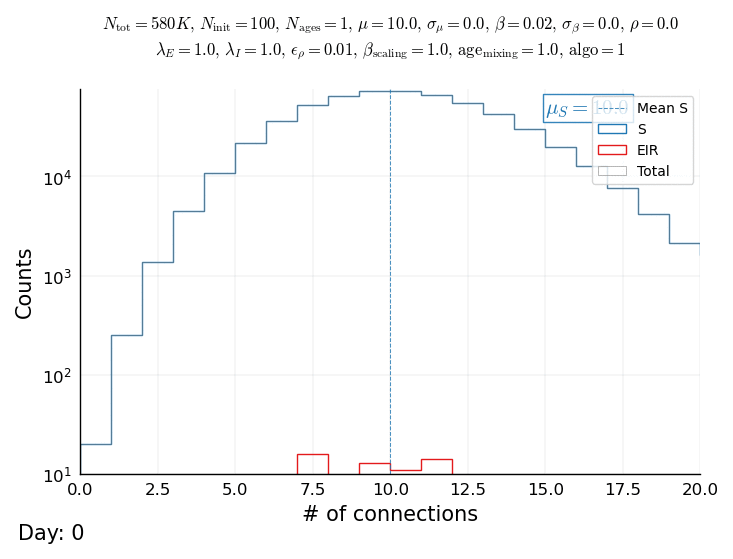 N_tot = 580K, N_init = 100, N_ages = 1, μ = 10.0, σ_μ = 0.0, β = 0.02, σ_β = 0.0, ρ = 0.0
λ_E = 1.0, λ_I = 1.0, ϵ_ρ = 0.01, β_scaling = 1.0, age_mixing = 1.0, algo = 1
μ_S = 10.0
Mean S
S
EIR
Total
Counts
10^4
10^3
10^2
10^1
0.0 2.5 5.0 7.5 10.0 12.5 15.0 17.5 20.0
# of connections
Day: 0